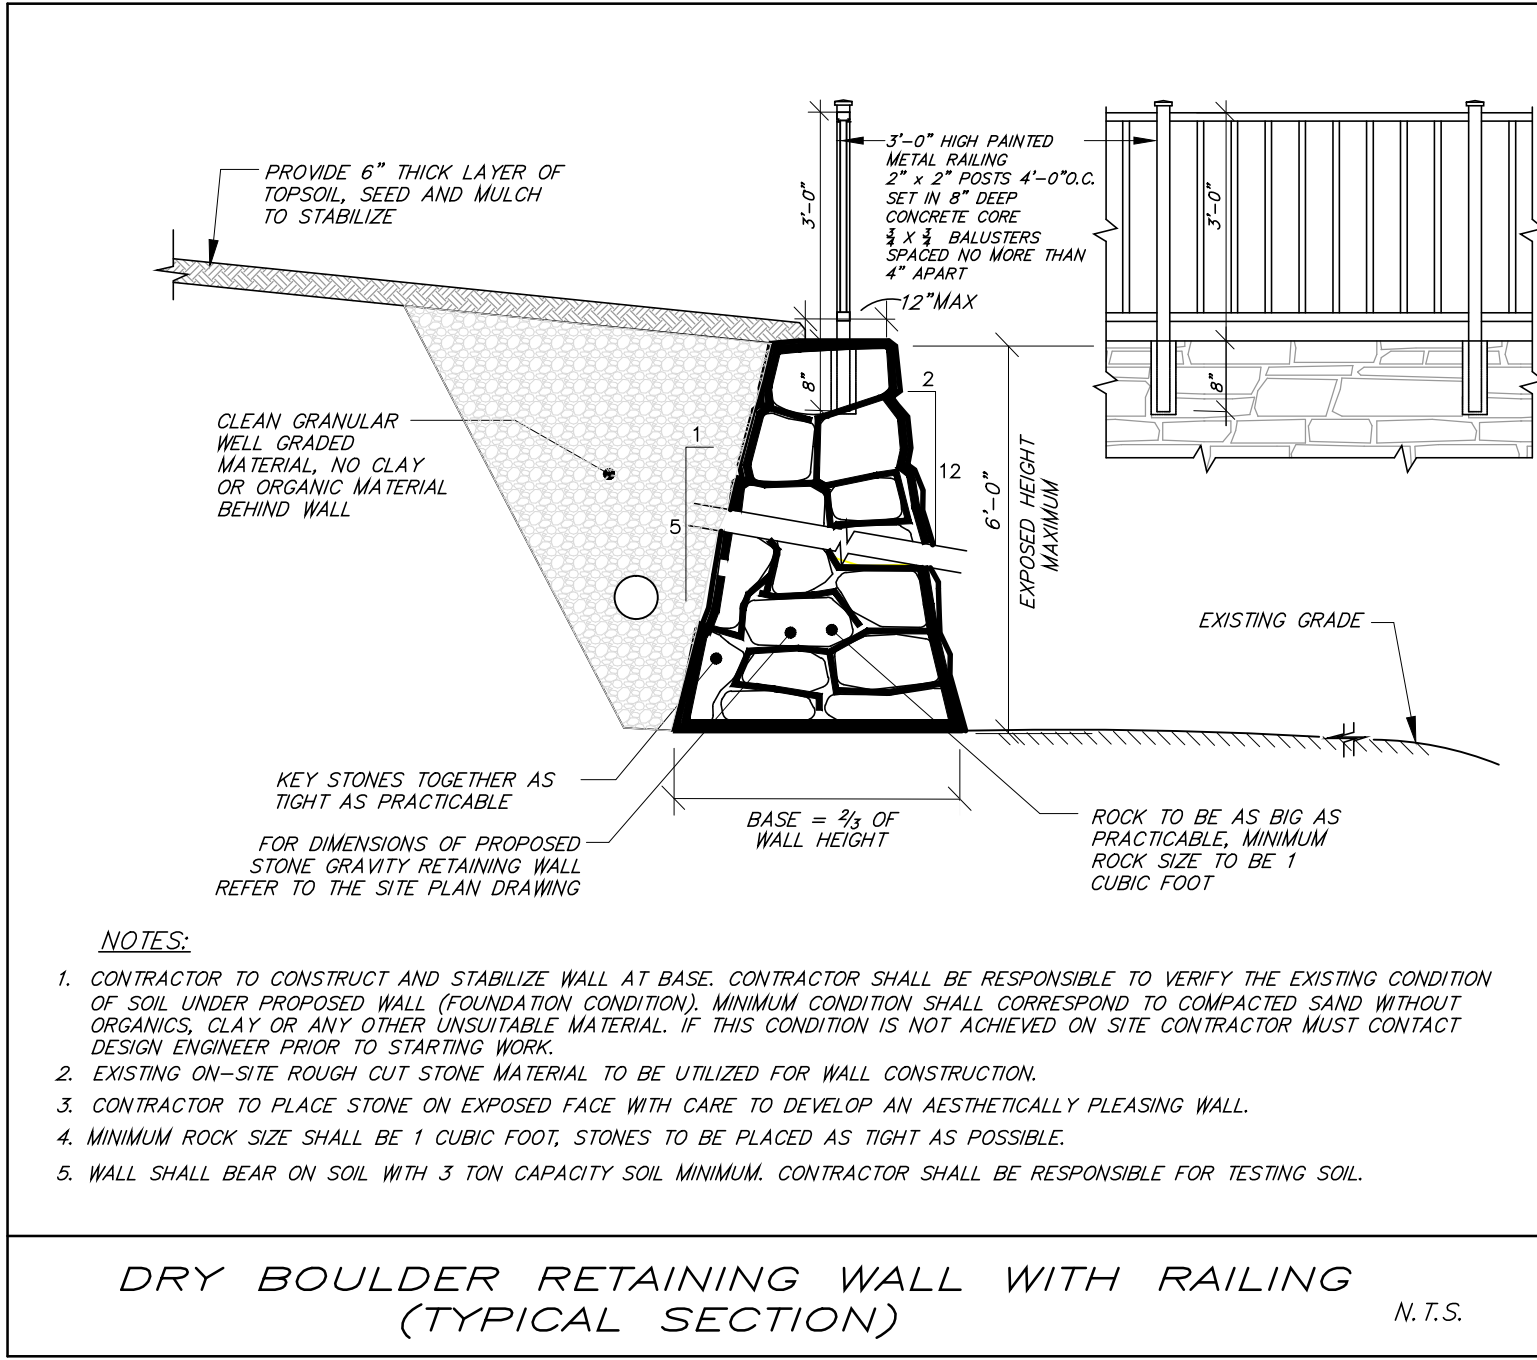 PROVIDE 6" THICK LAYER OF
TOPSOIL, SEED AND MULCH
TO STABILIZE
3'-0"
3'-0" HIGH PAINTED
METAL RAILING
2" x 2" POSTS 4'-0"O.C.
SET IN 8" DEEP
CONCRETE CORE
3/4 X 3/4 BALUSTERS
SPACED NO MORE THAN
4" APART
12"MAX
3'-0"
8"
8"
2
12
CLEAN GRANULAR
WELL GRADED
MATERIAL, NO CLAY
OR ORGANIC MATERIAL
BEHIND WALL
1
5
6'-0"
EXPOSED HEIGHT
MAXIMUM
EXISTING GRADE
KEY STONES TOGETHER AS
TIGHT AS PRACTICABLE
FOR DIMENSIONS OF PROPOSED
STONE GRAVITY RETAINING WALL
REFER TO THE SITE PLAN DRAWING
BASE = 2/3 OF
WALL HEIGHT
ROCK TO BE AS BIG AS
PRACTICABLE, MINIMUM
ROCK SIZE TO BE 1
CUBIC FOOT
NOTES:
1. CONTRACTOR TO CONSTRUCT AND STABILIZE WALL AT BASE. CONTRACTOR SHALL BE RESPONSIBLE TO VERIFY THE EXISTING CONDITION
OF SOIL UNDER PROPOSED WALL (FOUNDATION CONDITION). MINIMUM CONDITION SHALL CORRESPOND TO COMPACTED SAND WITHOUT
ORGANICS, CLAY OR ANY OTHER UNSUITABLE MATERIAL. IF THIS CONDITION IS NOT ACHIEVED ON SITE CONTRACTOR MUST CONTACT
DESIGN ENGINEER PRIOR TO STARTING WORK.
2. EXISTING ON-SITE ROUGH CUT STONE MATERIAL TO BE UTILIZED FOR WALL CONSTRUCTION.
3. CONTRACTOR TO PLACE STONE ON EXPOSED FACE WITH CARE TO DEVELOP AN AESTHETICALLY PLEASING WALL.
4. MINIMUM ROCK SIZE SHALL BE 1 CUBIC FOOT, STONES TO BE PLACED AS TIGHT AS POSSIBLE.
5. WALL SHALL BEAR ON SOIL WITH 3 TON CAPACITY SOIL MINIMUM. CONTRACTOR SHALL BE RESPONSIBLE FOR TESTING SOIL.
DRY BOULDER RETAINING WALL WITH RAILING
(TYPICAL SECTION)
N.T.S.